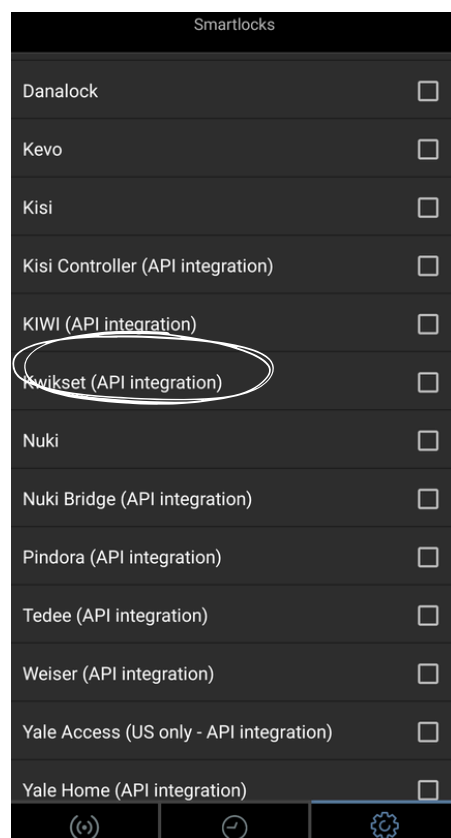 Smartlocks
Danalock
Kevo
Kisi
Kisi Controller (API integration)
KIWI (API integration)
Kwikset (API integration)
Nuki
Nuki Bridge (API integration)
Pindora (API integration)
Tedee (API integration)
Weiser (API integration)
Yale Access (US only - API integration)
Yale Home (API integration)